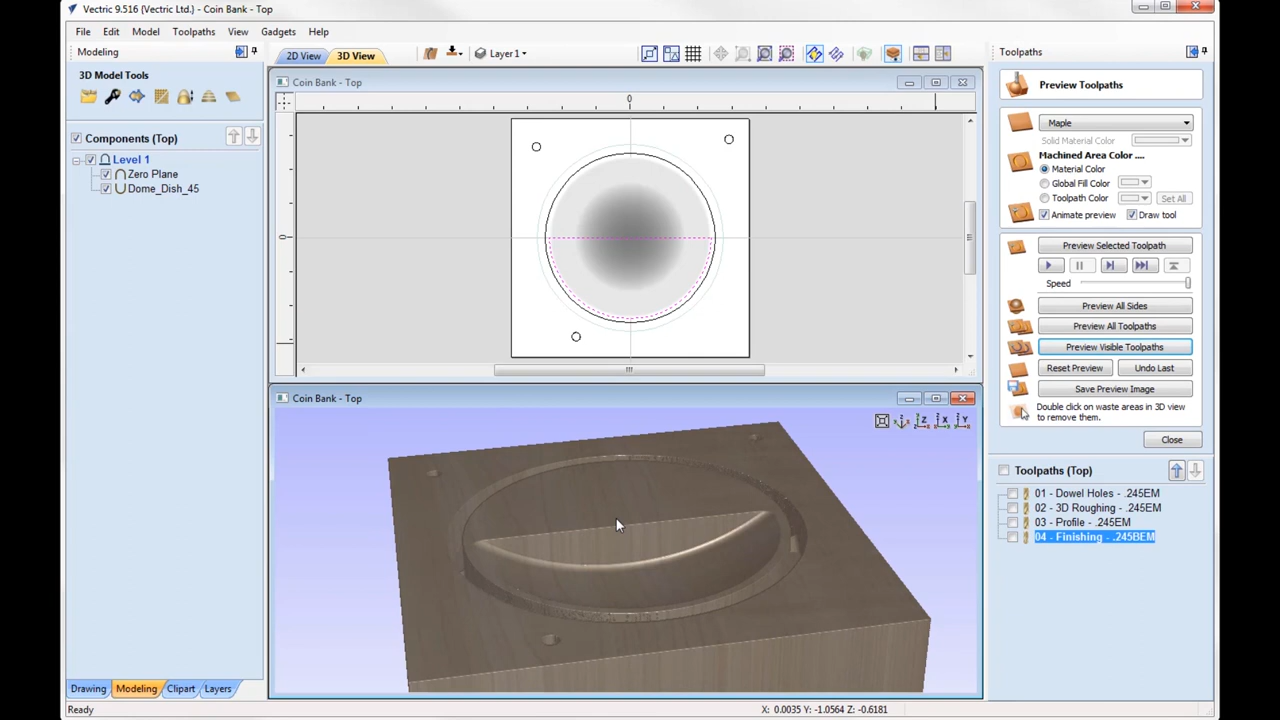 Vectric 9.516 {Vectric Ltd.} - Coin Bank - Top
File Edit Model Toolpaths View Gadgets Help
Modeling
2D View 3D View Layer 1
Toolpaths
3D Model Tools
Coin Bank - Top
Preview Toolpaths
0
Maple
Solid Material Color
Components (Top)
Machined Area Color ....
Level 1
Material Color
Zero Plane
Global Fill Color
Dome_Dish_45
Toolpath Color Set All
Animate preview Draw tool
0
Preview Selected Toolpath
Speed
Preview All Sides
Preview All Toolpaths
Preview Visible Toolpaths
Reset Preview Undo Last
Save Preview Image
Coin Bank - Top
Double click on waste areas in 3D view
to remove them.
Z X Y
Close
Toolpaths (Top)
01 - Dowel Holes - .245EM
02 - 3D Roughing - .245EM
03 - Profile - .245EM
04 - Finishing - .245BEM
Drawing Modeling Clipart Layers
Ready X: 0.0035 Y: -1.0564 Z: -0.6181